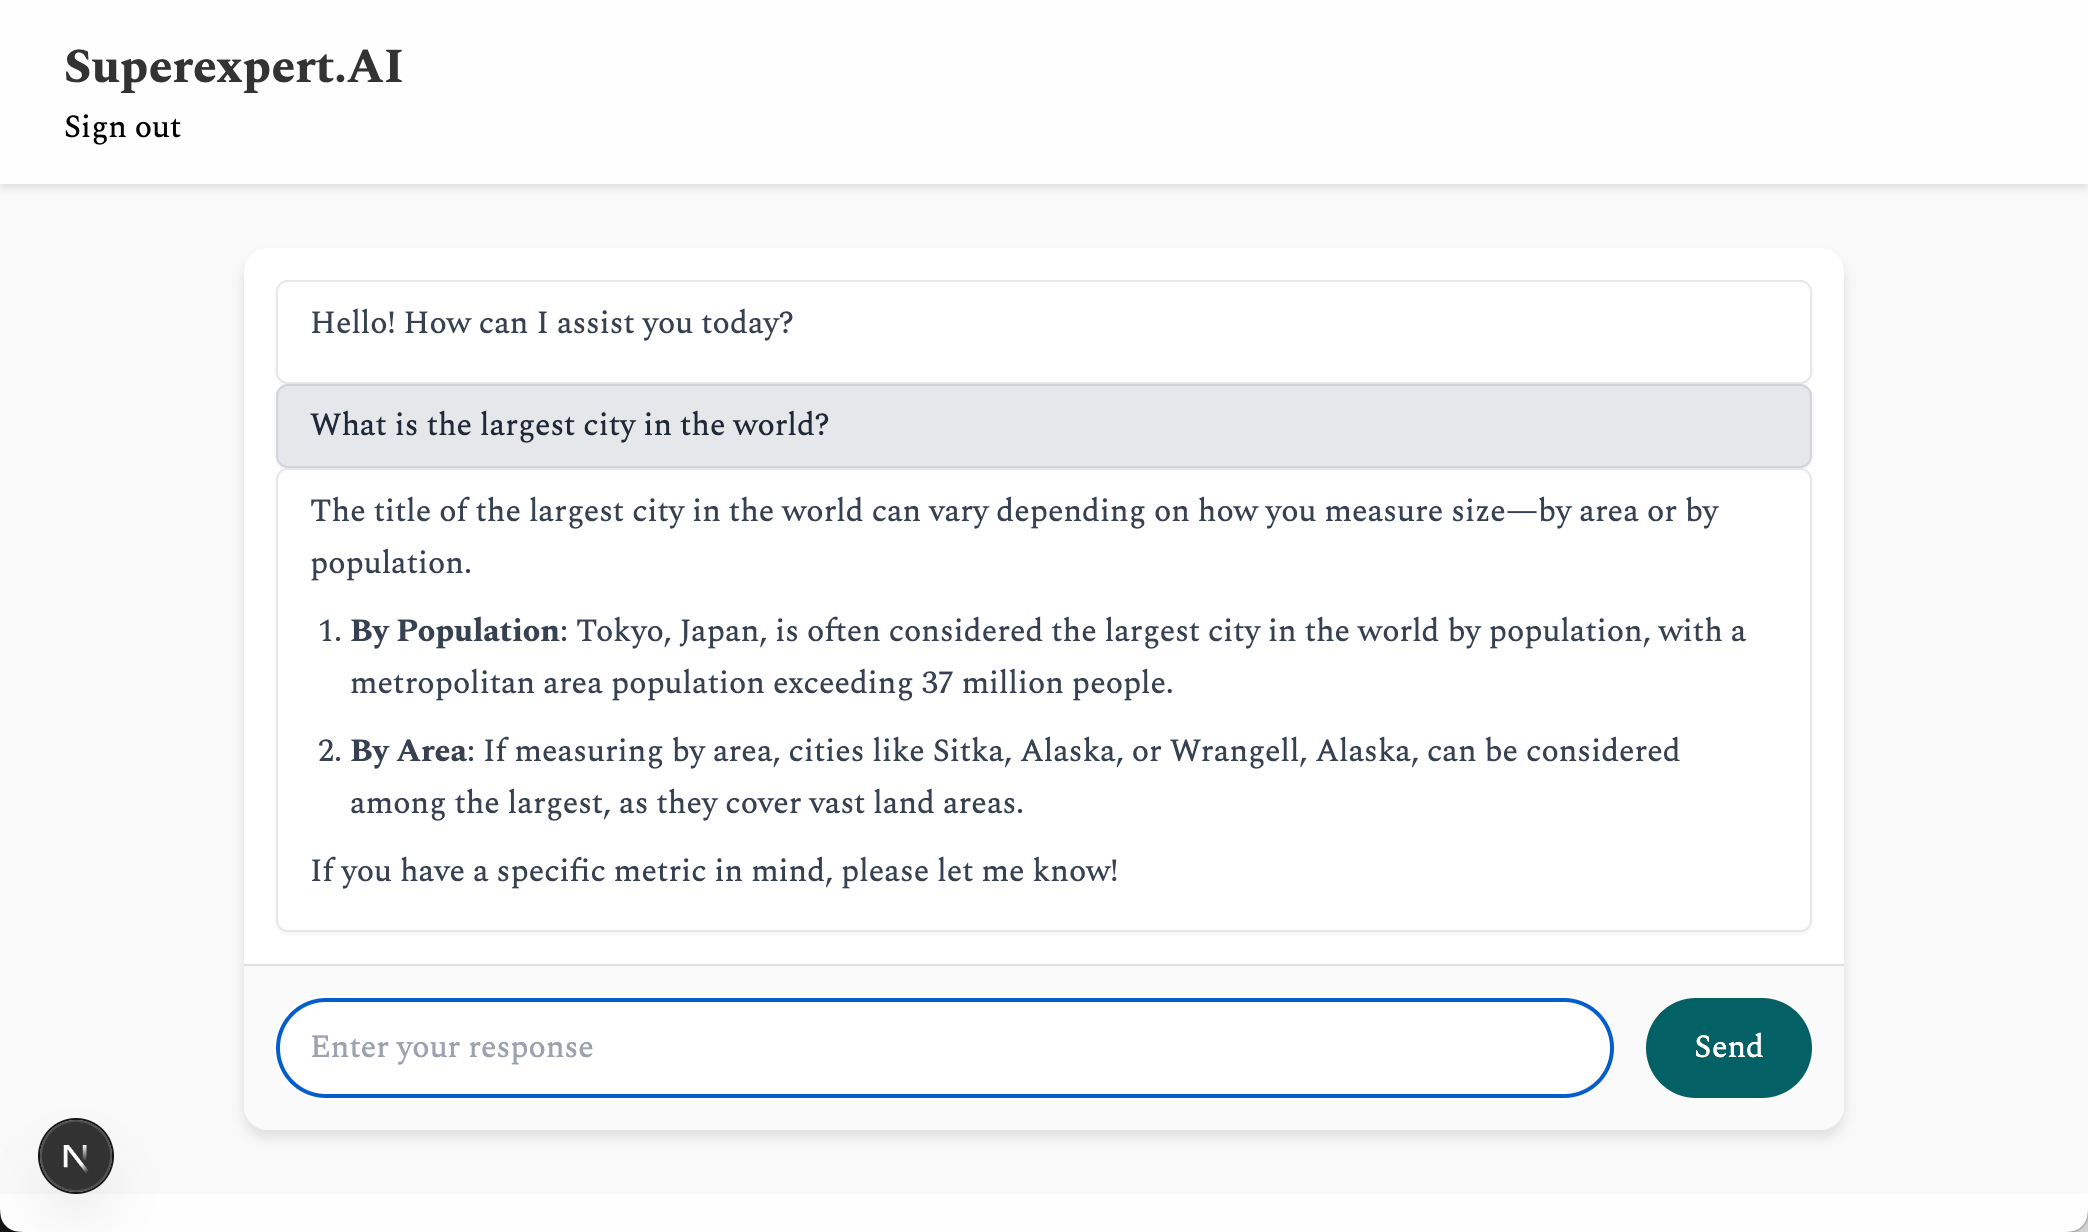 Superexpert.AI
Sign out
Hello! How can I assist you today?
What is the largest city in the world?
The title of the largest city in the world can vary depending on how you measure size—by area or by
population.
1. By Population: Tokyo, Japan, is often considered the largest city in the world by population, with a
metropolitan area population exceeding 37 million people.
2. By Area: If measuring by area, cities like Sitka, Alaska, or Wrangell, Alaska, can be considered
among the largest, as they cover vast land areas.
If you have a specific metric in mind, please let me know!
Enter your response
Send
N